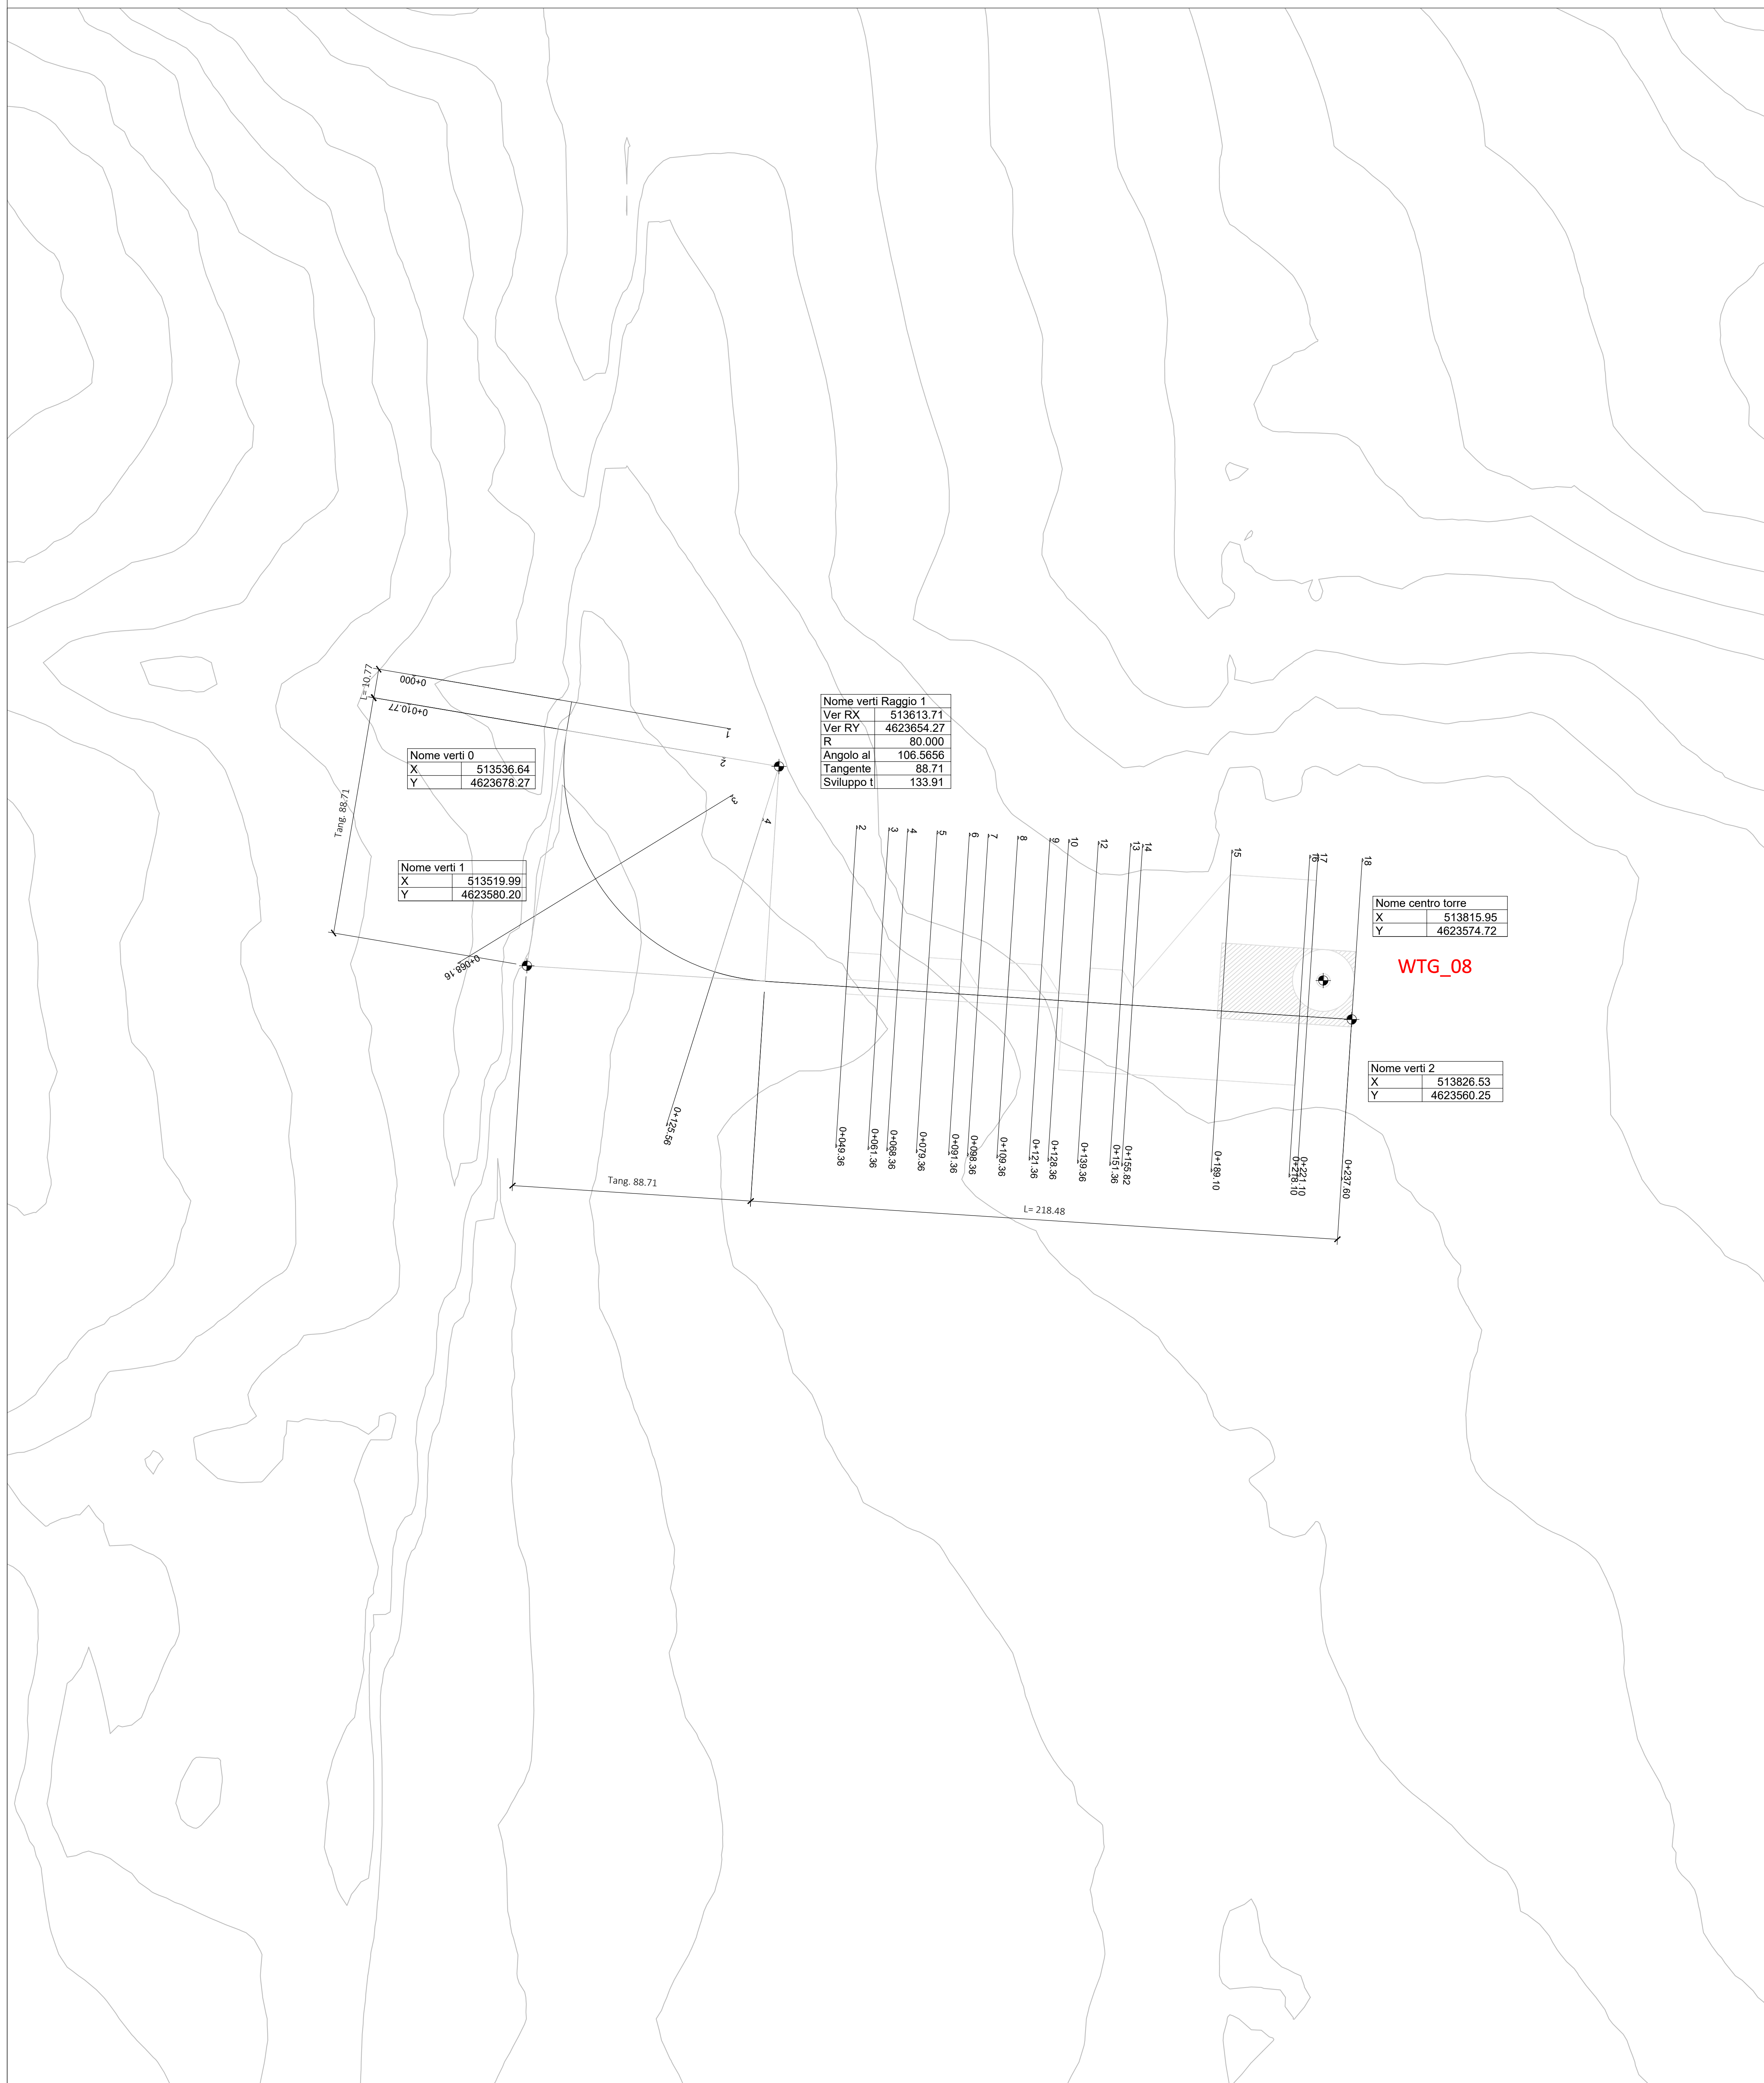 L= 10.77
0+000
0+010.77
1
2
3
4
Tang. 88.71
Nome verti 0
X 513536.64
Y 4623678.27
Nome verti Raggio 1
Ver RX 513613.71
Ver RY 4623654.27
R 80.000
Angolo al 106.5656
Tangente 88.71
Sviluppo t 133.91
Nome verti 1
X 513519.99
Y 4623580.20
0+068.16
0+125.56
2
3
4
5
6
7
8
9
10
12
13
14
15
16
17
18
Nome centro torre
X 513815.95
Y 4623574.72
WTG_08
Nome verti 2
X 513826.53
Y 4623560.25
0+049.36
0+061.36
0+068.36
0+079.36
0+091.36
0+098.36
0+109.36
0+121.36
0+128.36
0+139.36
0+151.36
0+155.82
0+189.10
0+218.10
0+221.10
0+237.60
Tang. 88.71
L= 218.48